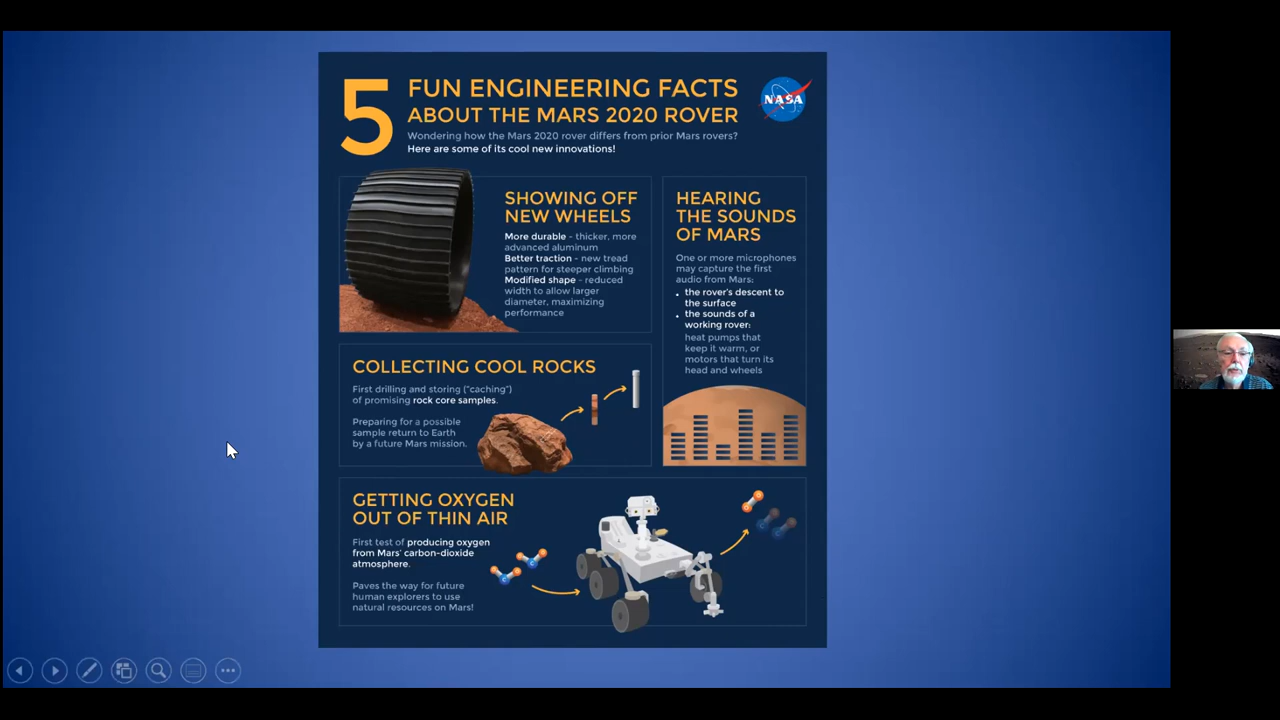 5
FUN ENGINEERING FACTS
ABOUT THE MARS 2020 ROVER
Wondering how the Mars 2020 rover differs from prior Mars rovers?
Here are some of its cool new innovations!
NASA
SHOWING OFF
NEW WHEELS
More durable - thicker, more
advanced aluminum
Better traction - new tread
pattern for steeper climbing
Modified shape - reduced
width to allow larger
diameter, maximizing
performance
HEARING
THE SOUNDS
OF MARS
One or more microphones
may capture the first
audio from Mars:
• the rover's descent to
the surface
• the sounds of a
working rover:
heat pumps that
keep it warm, or
motors that turn its
head and wheels
COLLECTING COOL ROCKS
First drilling and storing ("caching")
of promising rock core samples.
Preparing for a possible
sample return to Earth
by a future Mars mission.
GETTING OXYGEN
OUT OF THIN AIR
First test of producing oxygen
from Mars' carbon-dioxide
atmosphere.
Paves the way for future
human explorers to use
natural resources on Mars!